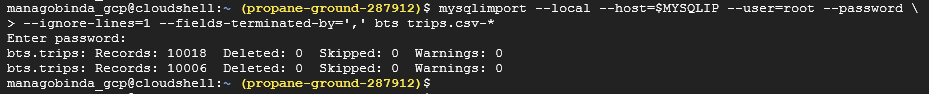 managobinda_gcp@cloudshell:~ (propane-ground-287912)$ mysqlimport --local --host=$MYSQLIP --user=root --password \
> --ignore-lines=1 --fields-terminated-by=',' bts trips.csv-*
Enter password:
bts.trips: Records: 10018  Deleted: 0  Skipped: 0  Warnings: 0
bts.trips: Records: 10006  Deleted: 0  Skipped: 0  Warnings: 0
managobinda_gcp@cloudshell:~ (propane-ground-287912)$